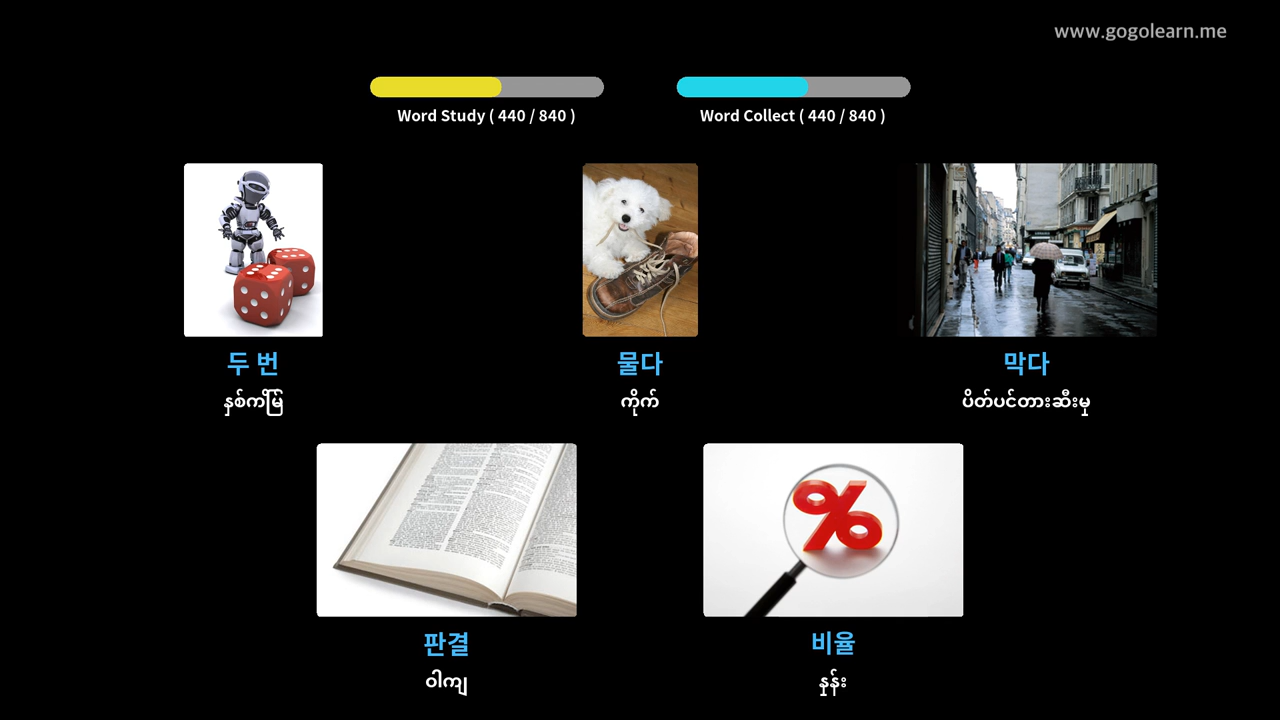 www.gogolearn.me
Word Study ( 440 / 840 )
Word Collect ( 440 / 840 )
두 번
နှစ်ကြိမ်
물다
ကိုက်
막다
ပိတ်ပင်တားဆီးမှု
판결
ဝါကျ
비율
နှုန်း